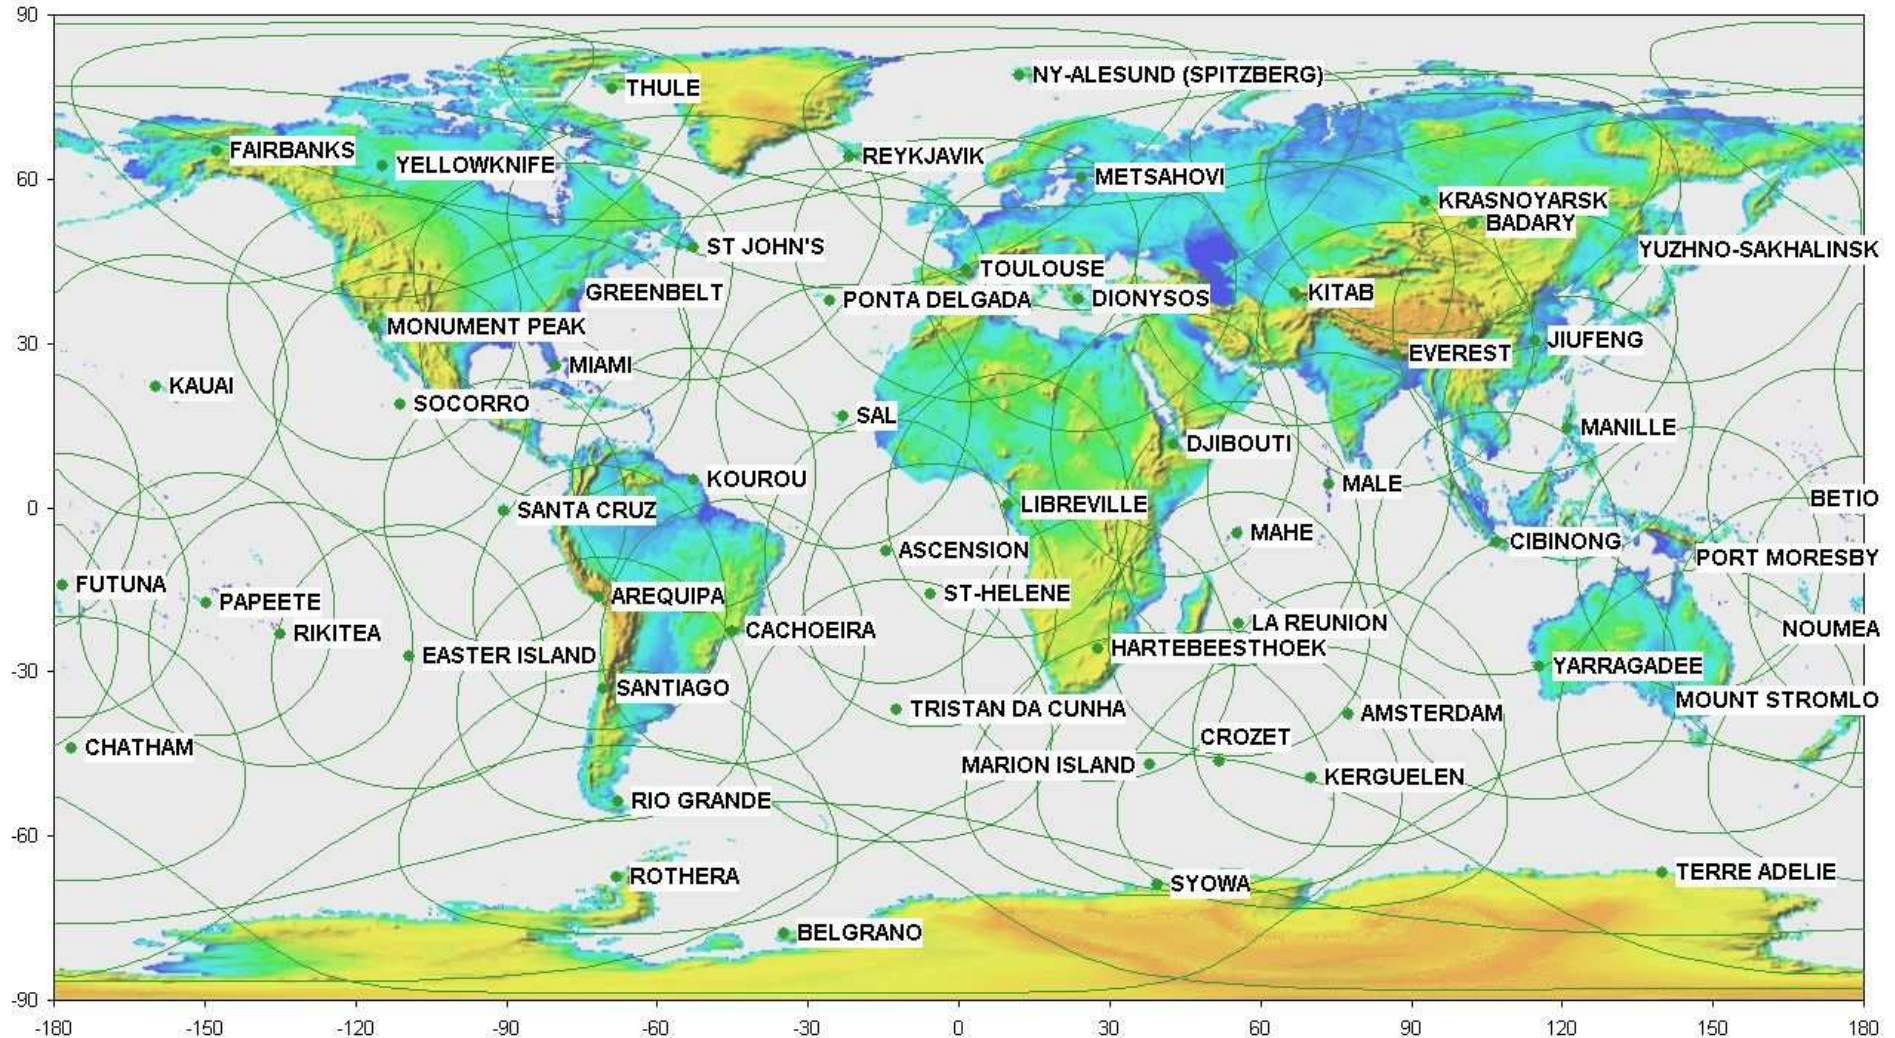 90
NY-ALESUND (SPITZBERG)
THULE
FAIRBANKS
YELLOWKNIFE
REYKJAVIK
METSAHOVI
60
KRASNOYARSK
BADARY
ST JOHN'S
YUZHNO-SAKHALINSK
TOULOUSE
GREENBELT
PONTA DELGADA
DIONYSOS
KITAB
MONUMENT PEAK
30
JIUFENG
EVEREST
MIAMI
KAUAI
SOCORRO
SAL
MANILLE
DJIBOUTI
KOUROU
MALE
BETIO
0
SANTA CRUZ
LIBREVILLE
MAHE
CIBINONG
ASCENSION
PORT MORESBY
FUTUNA
PAPEETE
AREQUIPA
ST-HELENE
RIKITEA
CACHOEIRA
LA REUNION
NOUMEA
EASTER ISLAND
HARTEBEESTHOEK
-30
YARRAGADEE
SANTIAGO
MOUNT STROMLO
TRISTAN DA CUNHA
AMSTERDAM
CROZET
CHATHAM
MARION ISLAND
KERGUELEN
RIO GRANDE
-60
ROTHERA
SYOWA
TERRE ADELIE
BELGRANO
-90
-180 -150 -120 -90 -60 -30 0 30 60 90 120 150 180